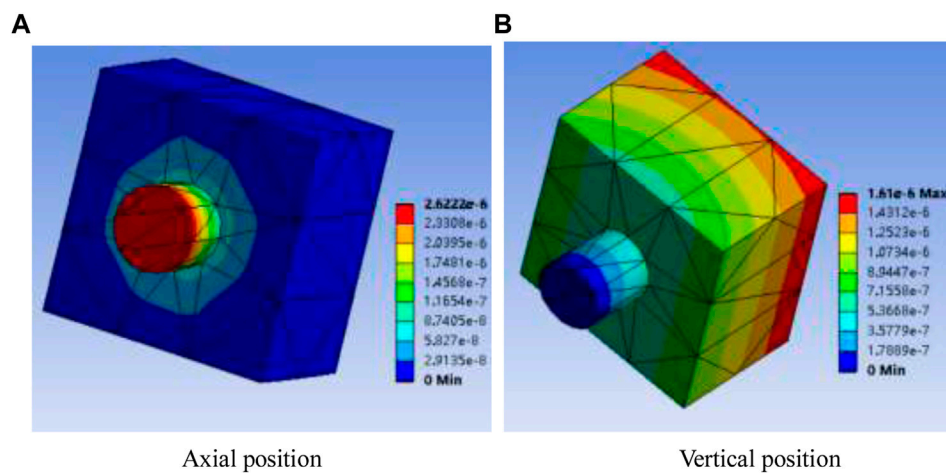 A
B
2.6222e-6
2.3308e-6
2.0395e-6
1.7481e-6
1.4568e-7
1.1654e-7
8.7405e-8
5.827e-8
2.9135e-8
0 Min
1.61e-6 Max
1.4312e-6
1.2523e-6
1.0734e-6
8.9447e-7
7.1558e-7
5.3668e-7
3.5779e-7
1.7889e-7
0 Min
Axial position
Vertical position